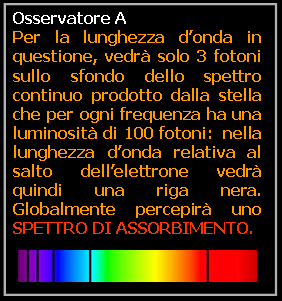 Osservatore A
Per la lunghezza d'onda in
questione, vedrà solo 3 fotoni
sullo sfondo dello spettro
continuo prodotto dalla stella
che per ogni frequenza ha una
luminosità di 100 fotoni: nella
lunghezza d'onda relativa al
salto dell'elettrone vedrà
quindi una riga nera.
Globalmente percepirà uno
SPETTRO DI ASSORBIMENTO.